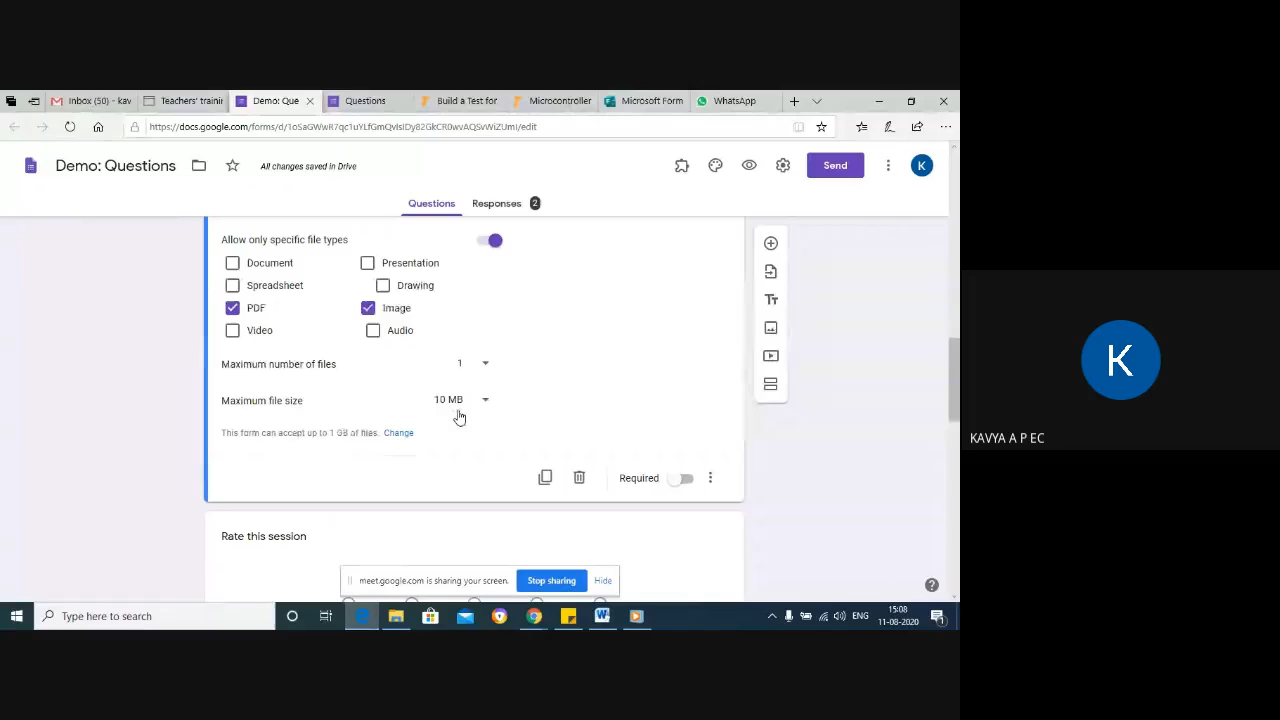 Inbox (50) - kav
Teachers' trainin
Demo: Que
Questions
Build a Test for
Microcontroller
Microsoft Form
WhatsApp
https://docs.google.com/forms/d/1oSaGWwR7qc1uYLfGmQvIsIDy82GkCR0wvAQSvWiZUmI/edit
Demo: Questions
All changes saved in Drive
Send
K
Questions
Responses 2
Allow only specific file types
Document
Presentation
Spreadsheet
Drawing
PDF
Image
Video
Audio
Maximum number of files
1
Maximum file size
10 MB
This form can accept up to 1 GB of files. Change
Required
Rate this session
meet.google.com is sharing your screen.
Stop sharing
Hide
Type here to search
ENG
15:08
11-08-2020
K
KAVYA A P EC